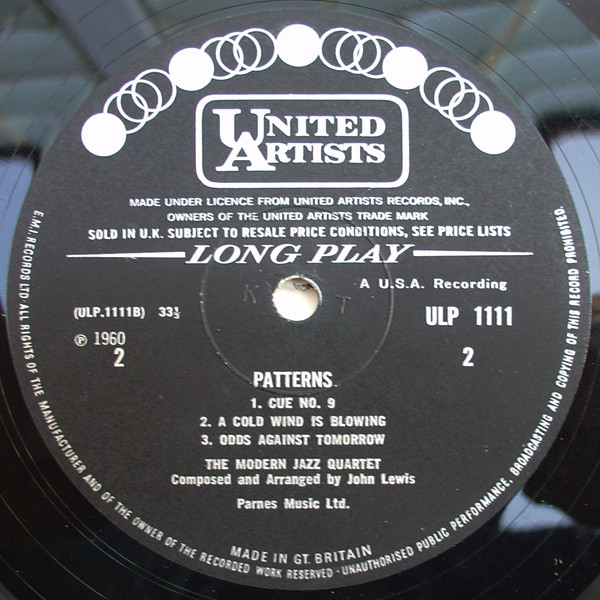 UNITED
ARTISTS
MADE UNDER LICENCE FROM UNITED ARTISTS RECORDS, INC.,
OWNERS OF THE UNITED ARTISTS TRADE MARK
SOLD IN U.K. SUBJECT TO RESALE PRICE CONDITIONS, SEE PRICE LISTS
LONG PLAY
A U.S.A. Recording
K T
(ULP.1111B) 33⅓
ULP 1111
℗ 1960
2
2
PATTERNS
1. CUE NO. 9
2. A COLD WIND IS BLOWING
3. ODDS AGAINST TOMORROW
THE MODERN JAZZ QUARTET
Composed and Arranged by John Lewis
Parnes Music Ltd.
MADE IN GT. BRITAIN
E.M.I. RECORDS LTD ALL RIGHTS OF THE MANUFACTURER AND OF THE OWNER OF THE RECORDED WORK RESERVED · UNAUTHORISED PUBLIC PERFORMANCE, BROADCASTING AND COPYING OF THIS RECORD PROHIBITED.